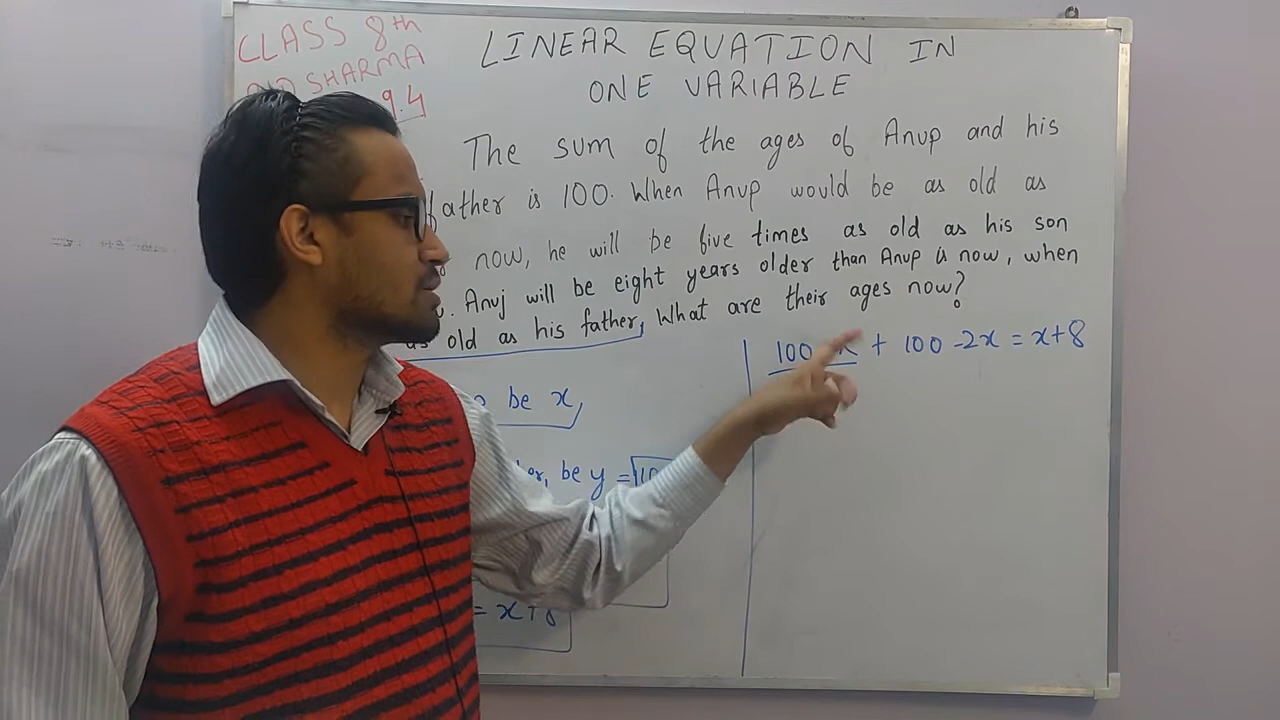 CLASS 8th
LINEAR EQUATION IN
SHARMA
ONE VARIABLE
9.4
The sum of the ages of Anup and his
father is 100. When Anup would be as old as
now, he will be five times as old as his son
Anuj will be eight years older than Anup is now, when
as old as his father, What are their ages now?
100 x + 100 - 2x = x + 8
be x,
be y =
= x + 8